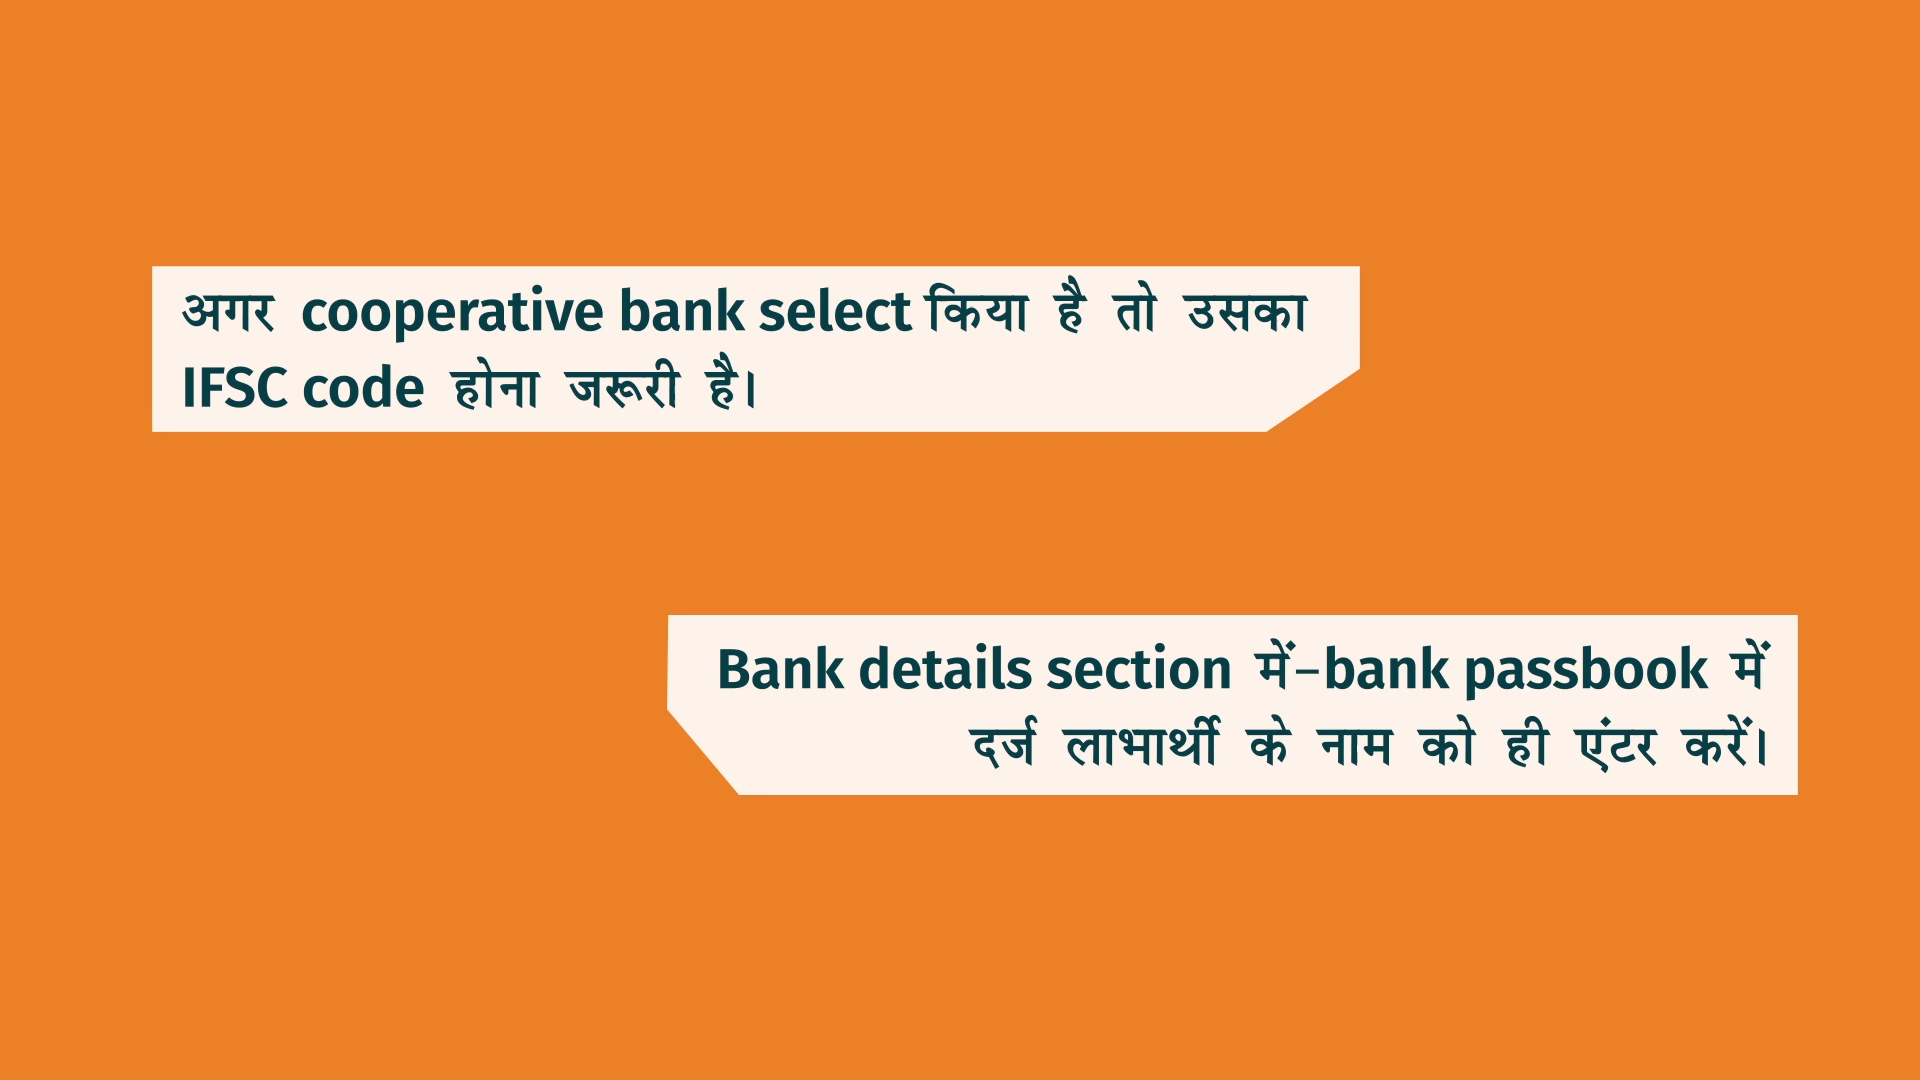 अगर cooperative bank select किया है तो उसका
IFSC code होना जरूरी है।
Bank details section में–bank passbook में
दर्ज लाभार्थी के नाम को ही एंटर करें।